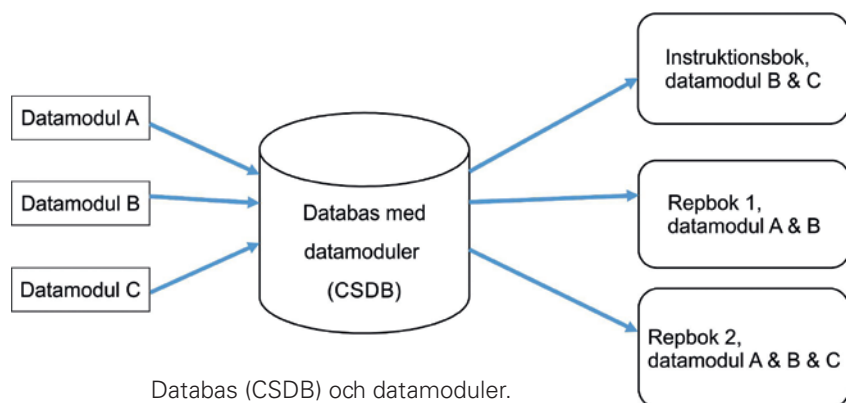 Datamodul A
Datamodul B
Datamodul C
Databas med
datamoduler
(CSDB)
Instruktionsbok,
datamodul B & C
Repbok 1,
datamodul A & B
Repbok 2,
datamodul A & B & C
Databas (CSDB) och datamoduler.